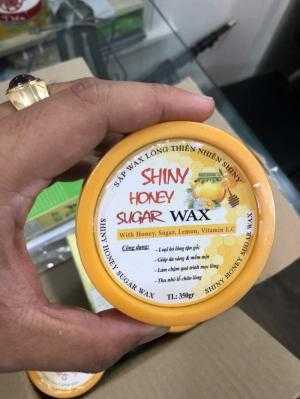 SÁP WAX LÔNG THIÊN NHIÊN SHINY
SHINY
HONEY
SUGAR WAX
With Honey, Sugar, Lemon, Vitamin E,C
Công dụng:
- Loại bỏ lông tận gốc
- Giúp da sáng & mềm mịn
- Làm chậm quá trình mọc lông
- Thu nhỏ lỗ chân lông
TL: 350gr
SHINY HONEY SUGAR WAX
SHINY HONEY SUGAR WAX